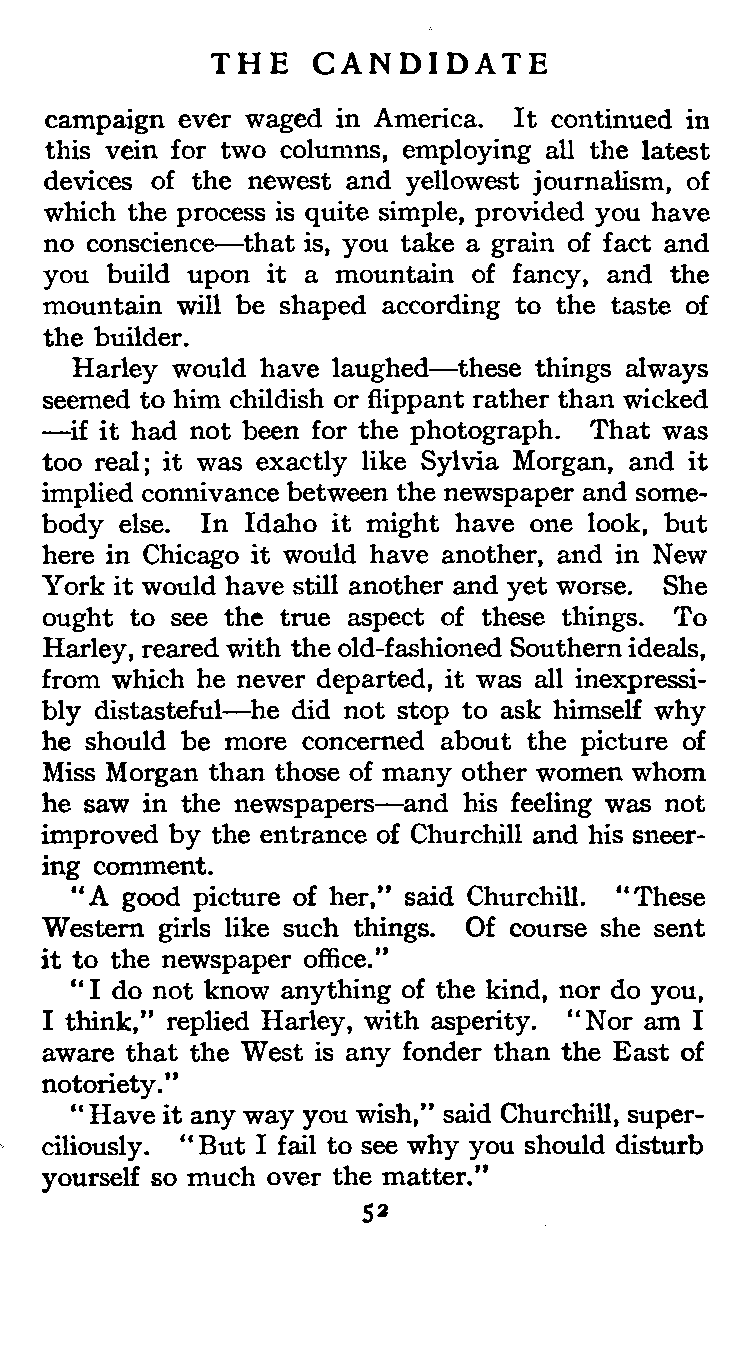 THE CANDIDATE
campaign ever waged in America. It continued in
this vein for two columns, employing all the latest
devices of the newest and yellowest journalism, of
which the process is quite simple, provided you have
no conscience—that is, you take a grain of fact and
you build upon it a mountain of fancy, and the
mountain will be shaped according to the taste of
the builder.
Harley would have laughed—these things always
seemed to him childish or flippant rather than wicked
—if it had not been for the photograph. That was
too real; it was exactly like Sylvia Morgan, and it
implied connivance between the newspaper and some-
body else. In Idaho it might have one look, but
here in Chicago it would have another, and in New
York it would have still another and yet worse. She
ought to see the true aspect of these things. To
Harley, reared with the old-fashioned Southern ideals,
from which he never departed, it was all inexpressi-
bly distasteful—he did not stop to ask himself why
he should be more concerned about the picture of
Miss Morgan than those of many other women whom
he saw in the newspapers—and his feeling was not
improved by the entrance of Churchill and his sneer-
ing comment.
"A good picture of her," said Churchill. "These
Western girls like such things. Of course she sent
it to the newspaper office."
"I do not know anything of the kind, nor do you,
I think," replied Harley, with asperity. "Nor am I
aware that the West is any fonder than the East of
notoriety."
"Have it any way you wish," said Churchill, super-
ciliously. "But I fail to see why you should disturb
yourself so much over the matter."
52